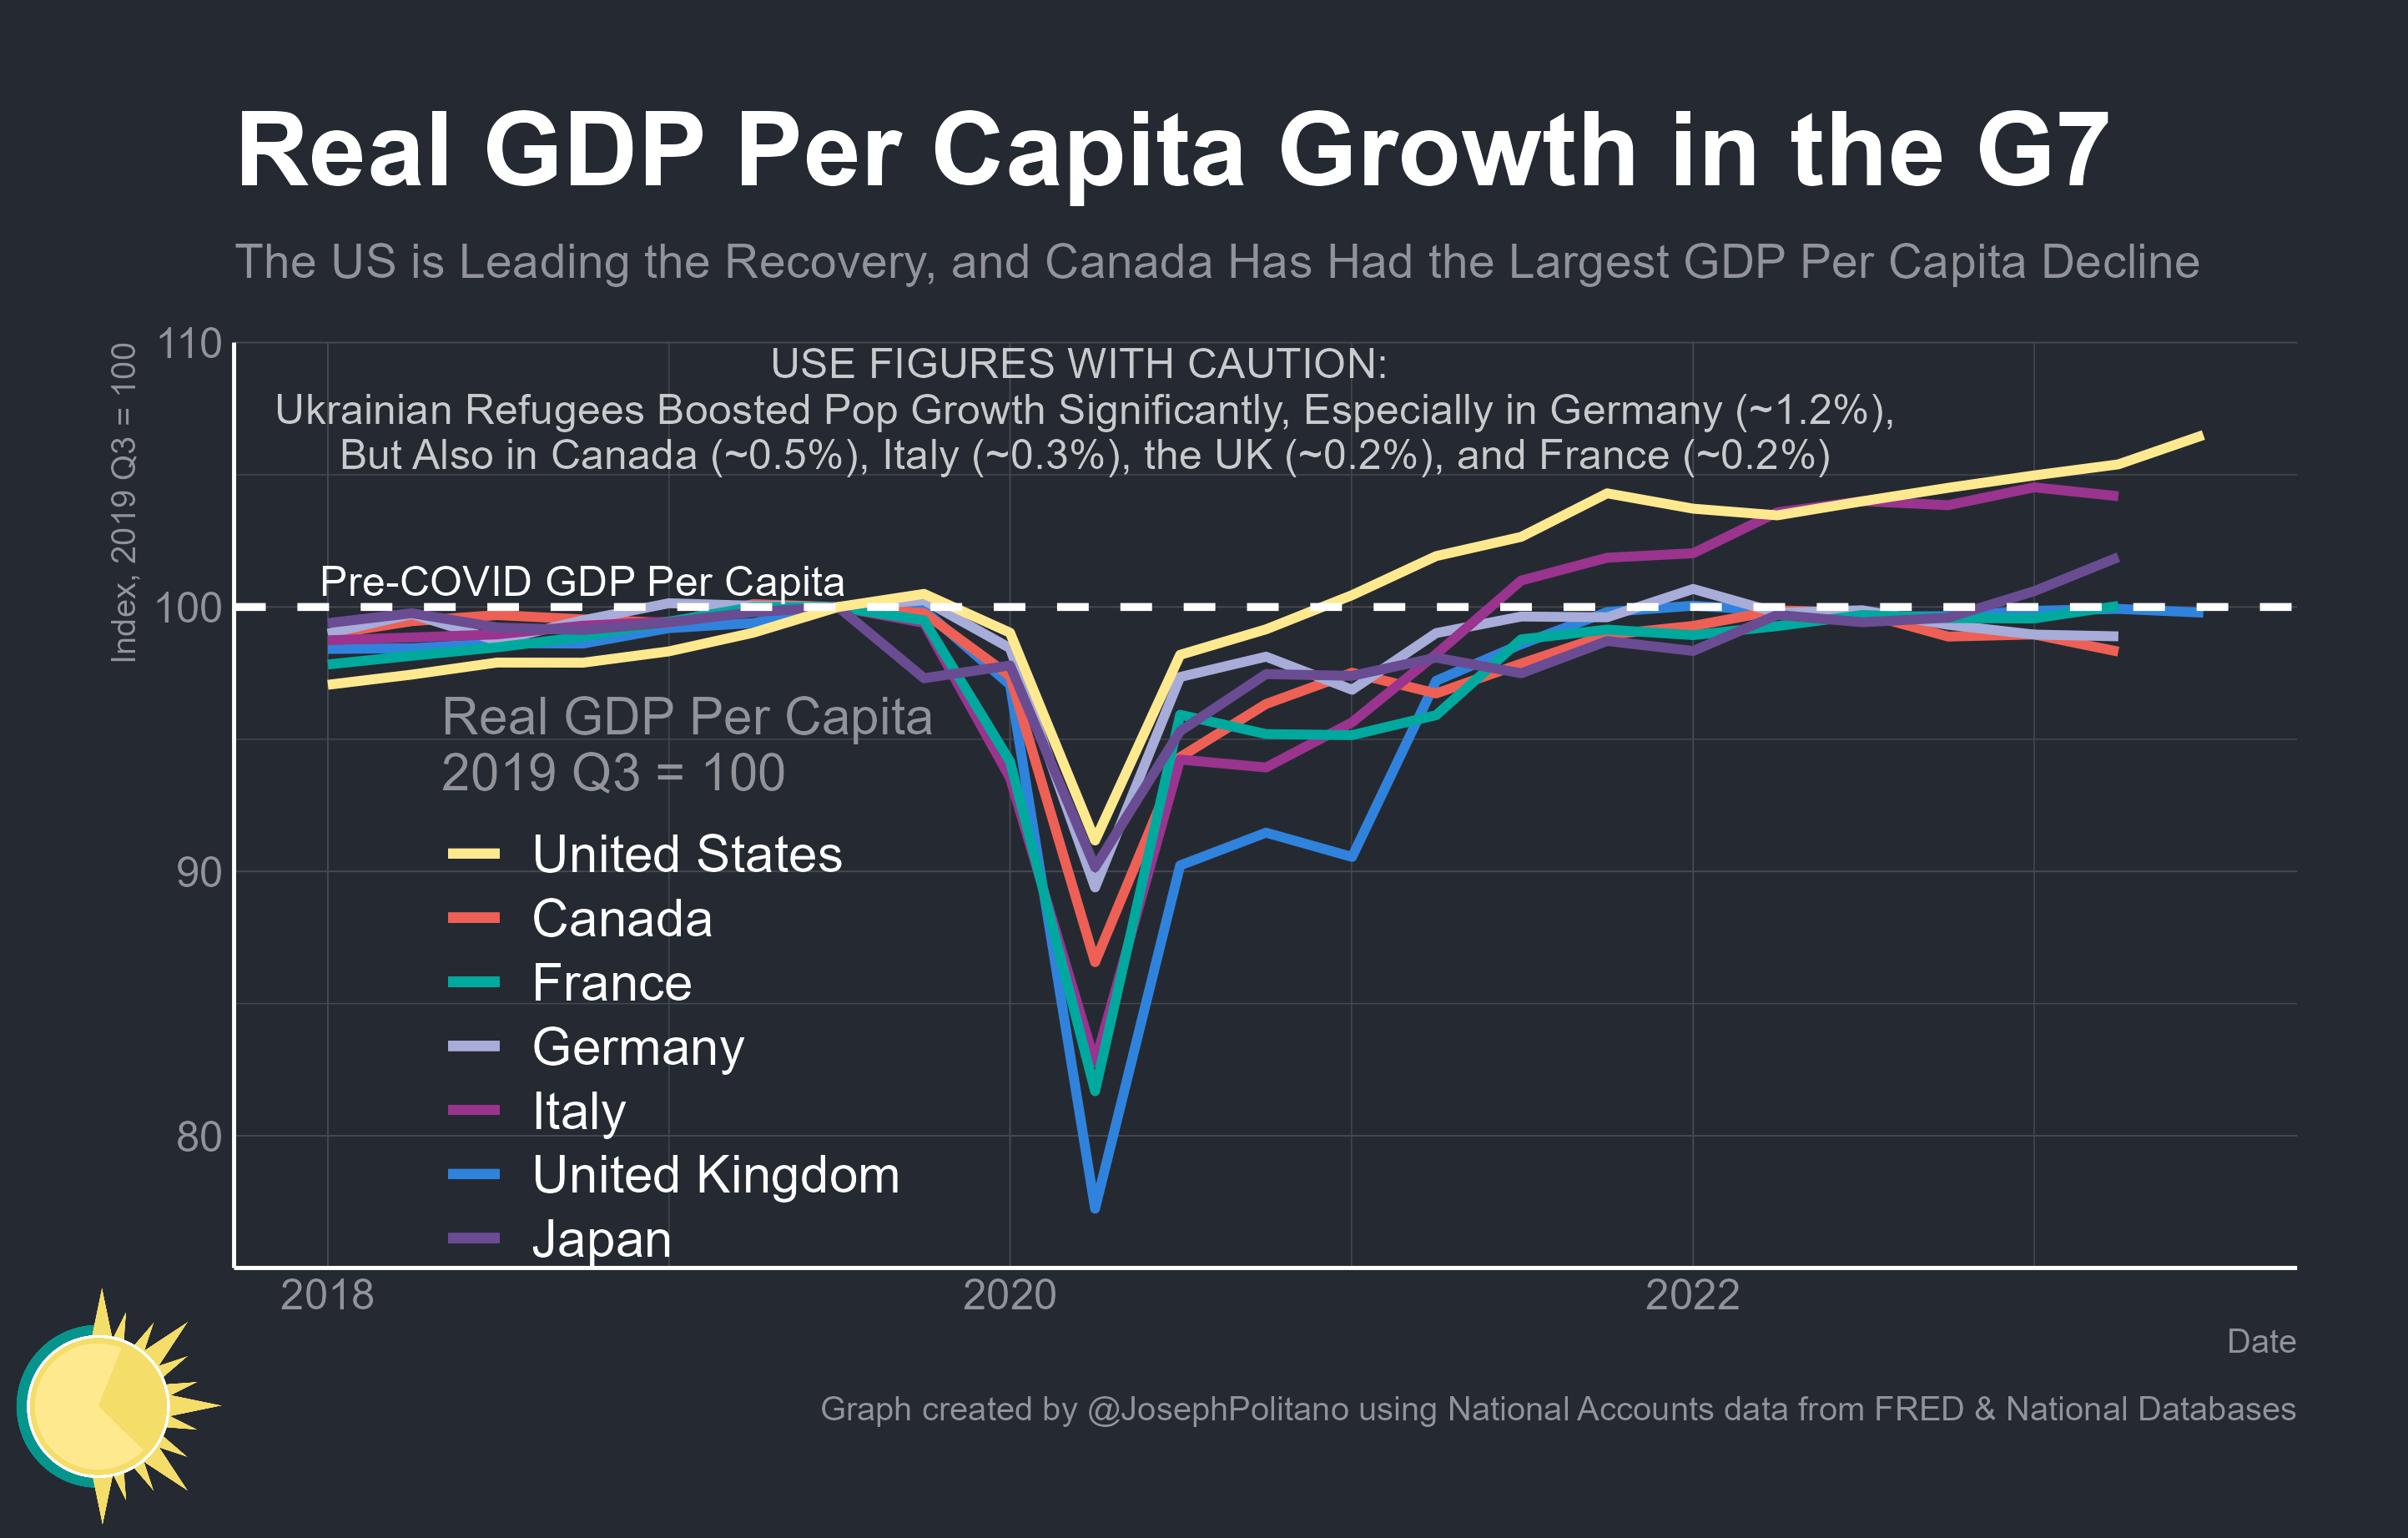 Real GDP Per Capita Growth in the G7
The US is Leading the Recovery, and Canada Has Had the Largest GDP Per Capita Decline
Index, 2019 Q3 = 100
110
100
90
80
USE FIGURES WITH CAUTION:
Ukrainian Refugees Boosted Pop Growth Significantly, Especially in Germany (~1.2%),
But Also in Canada (~0.5%), Italy (~0.3%), the UK (~0.2%), and France (~0.2%)
Pre-COVID GDP Per Capita
Real GDP Per Capita
2019 Q3 = 100
United States
Canada
France
Germany
Italy
United Kingdom
Japan
2018
2020
2022
Date
Graph created by @JosephPolitano using National Accounts data from FRED & National Databases